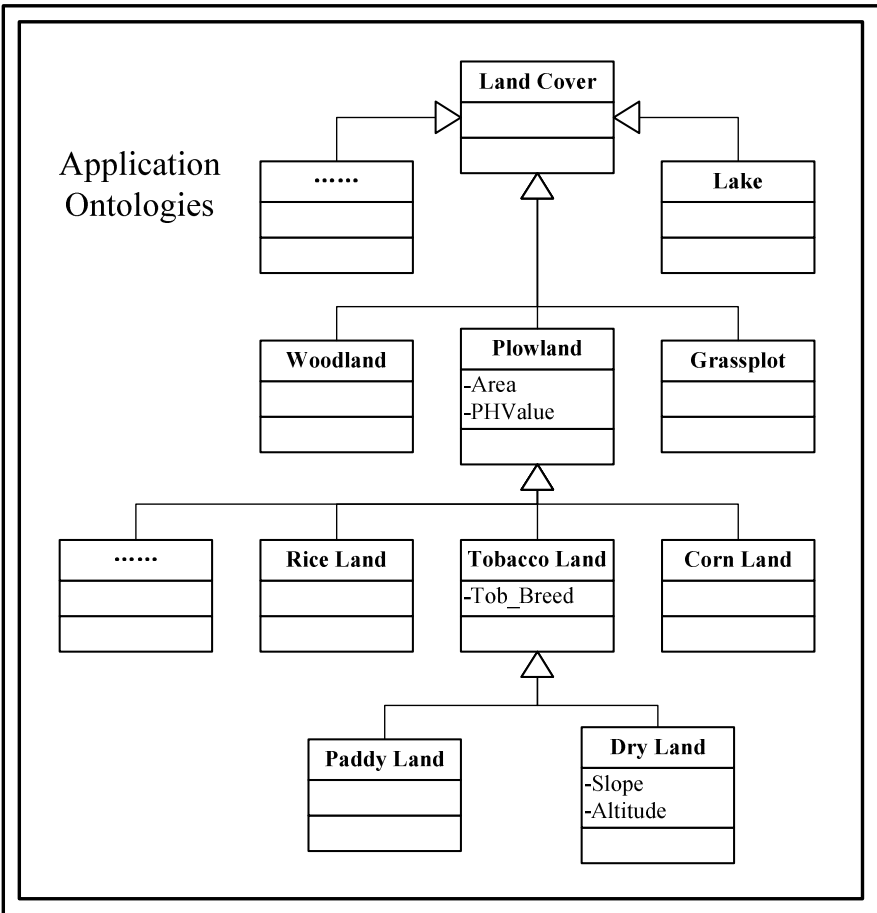 Land Cover
Application
Ontologies
......
Lake
Woodland
Plowland
-Area
-PHValue
Grassplot
......
Rice Land
Tobacco Land
-Tob_Breed
Corn Land
Paddy Land
Dry Land
-Slope
-Altitude